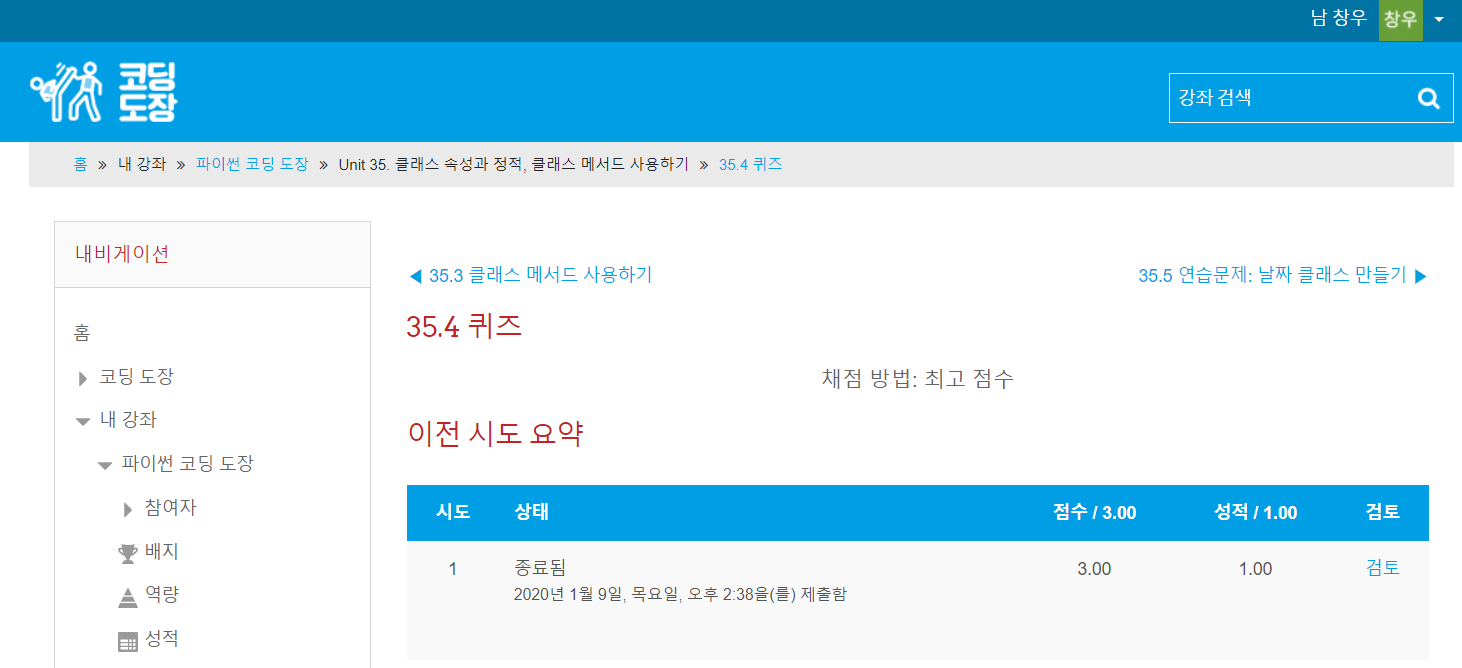 남 창우 창우
코딩
도장
강좌 검색
홈 » 내 강좌 » 파이썬 코딩 도장 » Unit 35. 클래스 속성과 정적, 클래스 메서드 사용하기 » 35.4 퀴즈
내비게이션
홈
코딩 도장
내 강좌
파이썬 코딩 도장
참여자
배지
역량
성적
◀ 35.3 클래스 메서드 사용하기
35.5 연습문제: 날짜 클래스 만들기 ▶
35.4 퀴즈
채점 방법: 최고 점수
이전 시도 요약
시도 상태 점수 / 3.00 성적 / 1.00 검토
1 종료됨 3.00 1.00 검토
2020년 1월 9일, 목요일, 오후 2:38을(를) 제출함